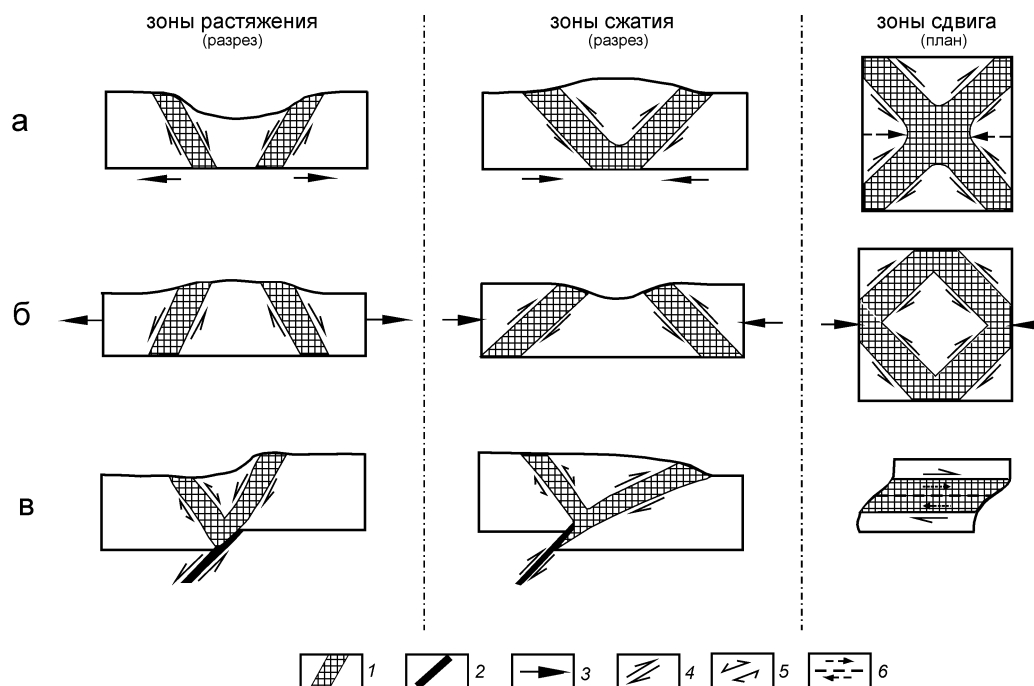 зоны растяжения
(разрез)
зоны сжатия
(разрез)
зоны сдвига
(план)
а
б
в
1 2 3 4 5 6